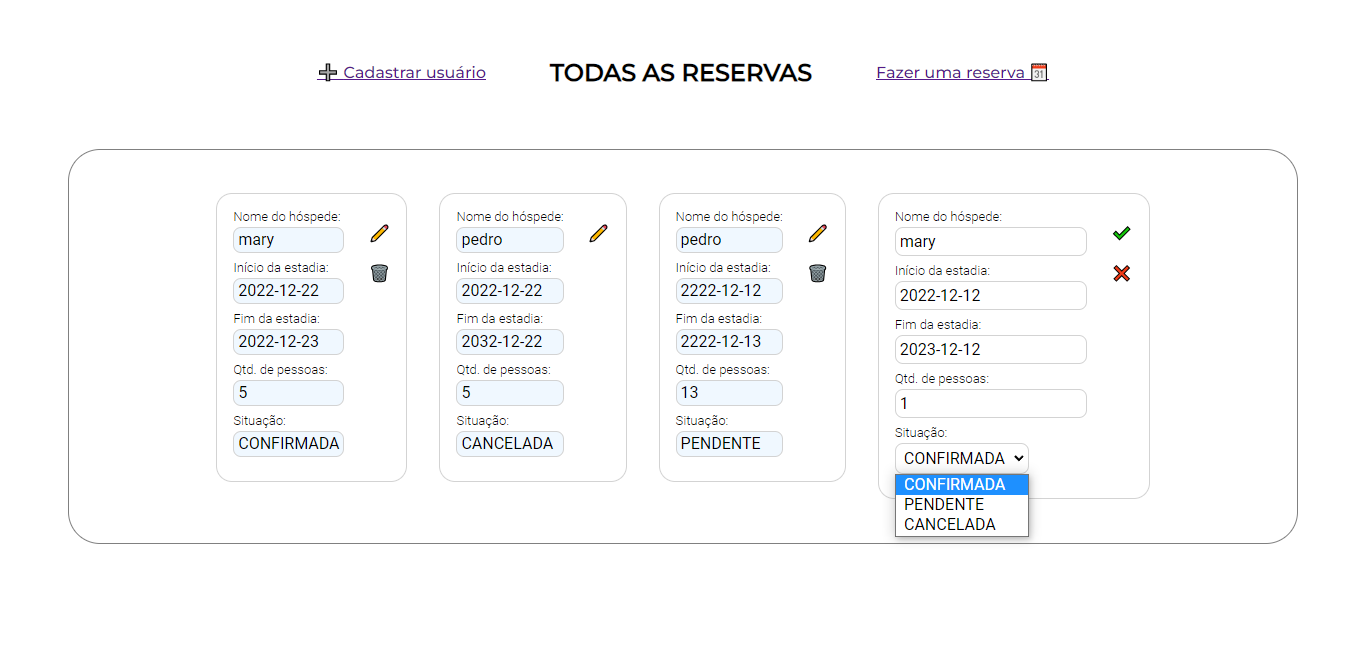 Cadastrar usuário
TODAS AS RESERVAS
Fazer uma reserva
31
Nome do hóspede:
mary
Início da estadia:
2022-12-22
Fim da estadia:
2022-12-23
Qtd. de pessoas:
5
Situação:
CONFIRMADA
Nome do hóspede:
pedro
Início da estadia:
2022-12-22
Fim da estadia:
2032-12-22
Qtd. de pessoas:
5
Situação:
CANCELADA
Nome do hóspede:
pedro
Início da estadia:
2222-12-12
Fim da estadia:
2222-12-13
Qtd. de pessoas:
13
Situação:
PENDENTE
Nome do hóspede:
mary
Início da estadia:
2022-12-12
Fim da estadia:
2023-12-12
Qtd. de pessoas:
1
Situação:
CONFIRMADA
CONFIRMADA
PENDENTE
CANCELADA